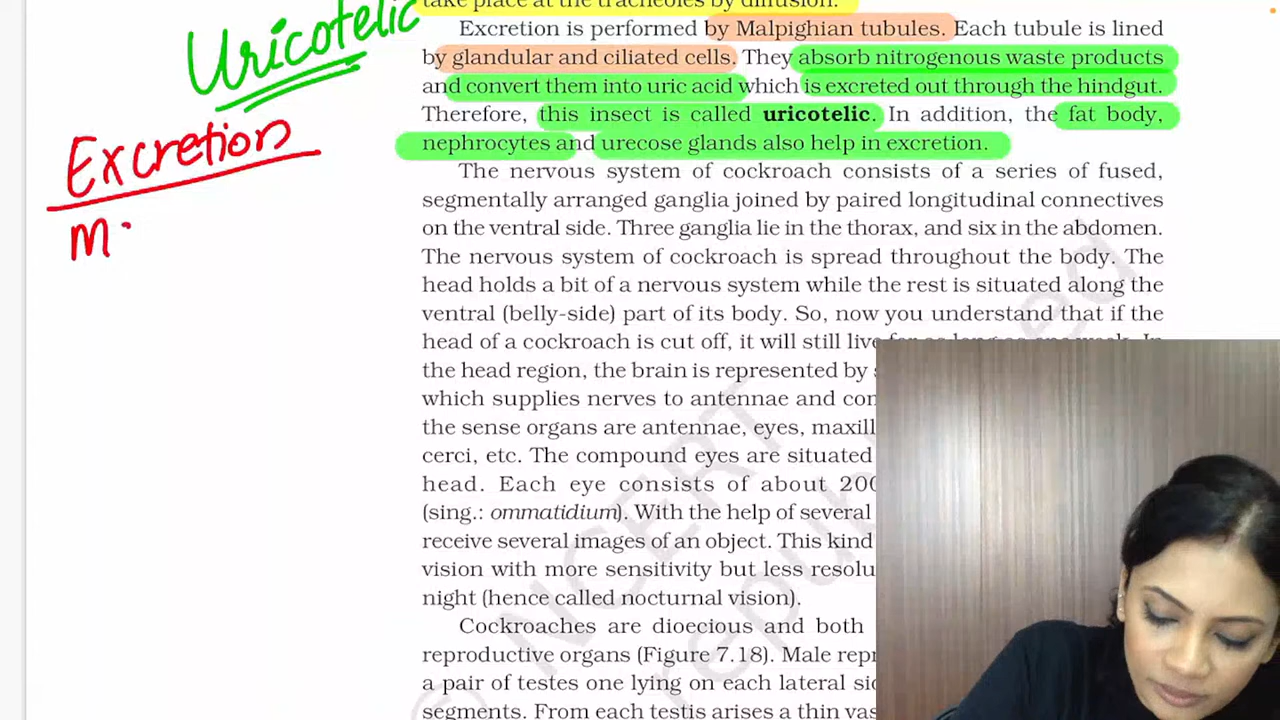 take place at the tracheoles by diffusion.
Uricotelic
Excretion is performed by Malpighian tubules. Each tubule is lined
by glandular and ciliated cells. They absorb nitrogenous waste products
and convert them into uric acid which is excreted out through the hindgut.
Therefore, this insect is called uricotelic. In addition, the fat body,
nephrocytes and urecose glands also help in excretion.
Excretion
M.
The nervous system of cockroach consists of a series of fused,
segmentally arranged ganglia joined by paired longitudinal connectives
on the ventral side. Three ganglia lie in the thorax, and six in the abdomen.
The nervous system of cockroach is spread throughout the body. The
head holds a bit of a nervous system while the rest is situated along the
ventral (belly-side) part of its body. So, now you understand that if the
head of a cockroach is cut off, it will still live
the head region, the brain is represented by
which supplies nerves to antennae and
the sense organs are antennae, eyes,
cerci, etc. The compound eyes are situated
head. Each eye consists of about
(sing.: ommatidium). With the help of several
receive several images of an object. This kind
vision with more sensitivity but less
night (hence called nocturnal vision).
Cockroaches are dioecious and both
reproductive organs (Figure 7.18). Male
a pair of testes one lying on each lateral
segments. From each testis arises a thin
© NCERT